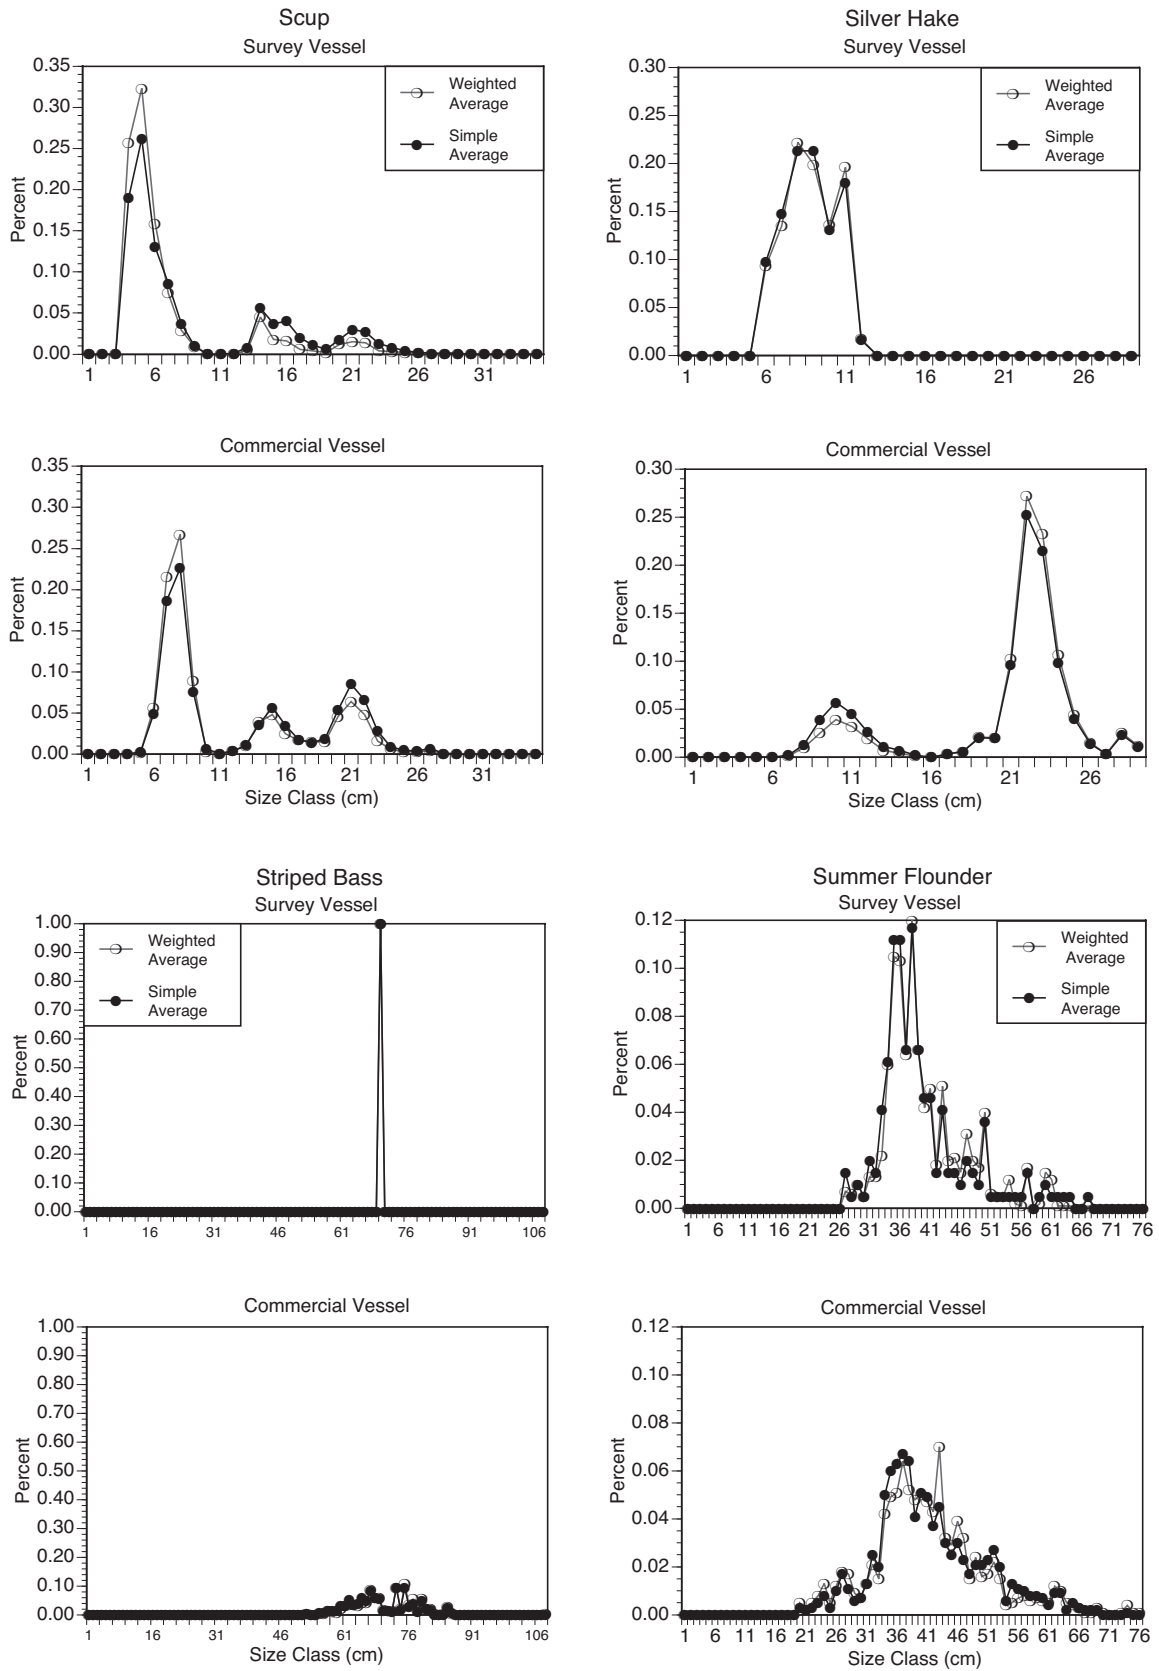 Scup
Survey Vessel
0.35
0.30
0.25
0.20
0.15
0.10
0.05
0.00
Percent
Weighted
Average
Simple
Average
1 6 11 16 21 26 31
Commercial Vessel
0.35
0.30
0.25
0.20
0.15
0.10
0.05
0.00
Percent
1 6 11 16 21 26 31
Size Class (cm)
Silver Hake
Survey Vessel
0.30
0.25
0.20
0.15
0.10
0.05
0.00
Percent
Weighted
Average
Simple
Average
1 6 11 16 21 26
Commercial Vessel
0.30
0.25
0.20
0.15
0.10
0.05
0.00
Percent
1 6 11 16 21 26
Size Class (cm)
Striped Bass
Survey Vessel
1.00
0.90
0.80
0.70
0.60
0.50
0.40
0.30
0.20
0.10
0.00
Percent
Weighted
Average
Simple
Average
1 16 31 46 61 76 91 106
Commercial Vessel
1.00
0.90
0.80
0.70
0.60
0.50
0.40
0.30
0.20
0.10
0.00
Percent
1 16 31 46 61 76 91 106
Size Class (cm)
Summer Flounder
Survey Vessel
0.12
0.10
0.08
0.06
0.04
0.02
0.00
Percent
Weighted
Average
Simple
Average
1 6 11 16 21 26 31 36 41 46 51 56 61 66 71 76
Commercial Vessel
0.12
0.10
0.08
0.06
0.04
0.02
0.00
Percent
1 6 11 16 21 26 31 36 41 46 51 56 61 66 71 76
Size Class (cm)